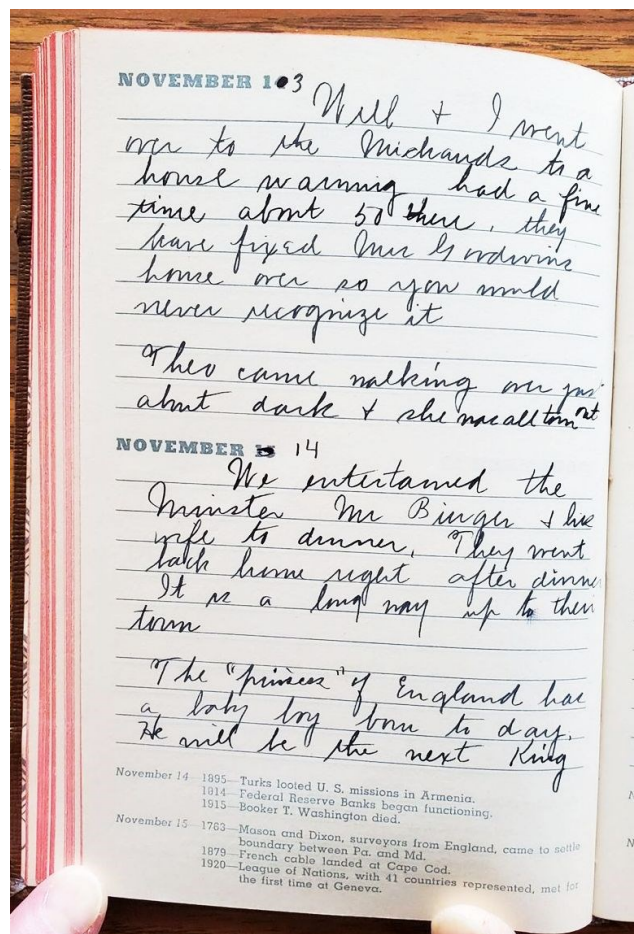 NOVEMBER 13
Will & I went
over to the Michauds to a
house warming had a fine
time about 50 there, they
have fixed Mrs Goodwins
house over so you would
never recognize it
Theo came walking over just
about dark & she was all torn out
NOVEMBER 14
We entertained the
Minister Mr Binger & his
wife to dinner. They went
back home right after dinner
It is a long way up to their
town
The "princess" of England has
a baby boy born to day.
He will be the next King
November 14 1895—Turks looted U. S. missions in Armenia.
1914—Federal Reserve Banks began functioning.
1915—Booker T. Washington died.
November 15—1763—Mason and Dixon, surveyors from England, came to settle
boundary between Pa. and Md.
1879—French cable landed at Cape Cod.
1920—League of Nations, with 41 countries represented, met for
the first time at Geneva.